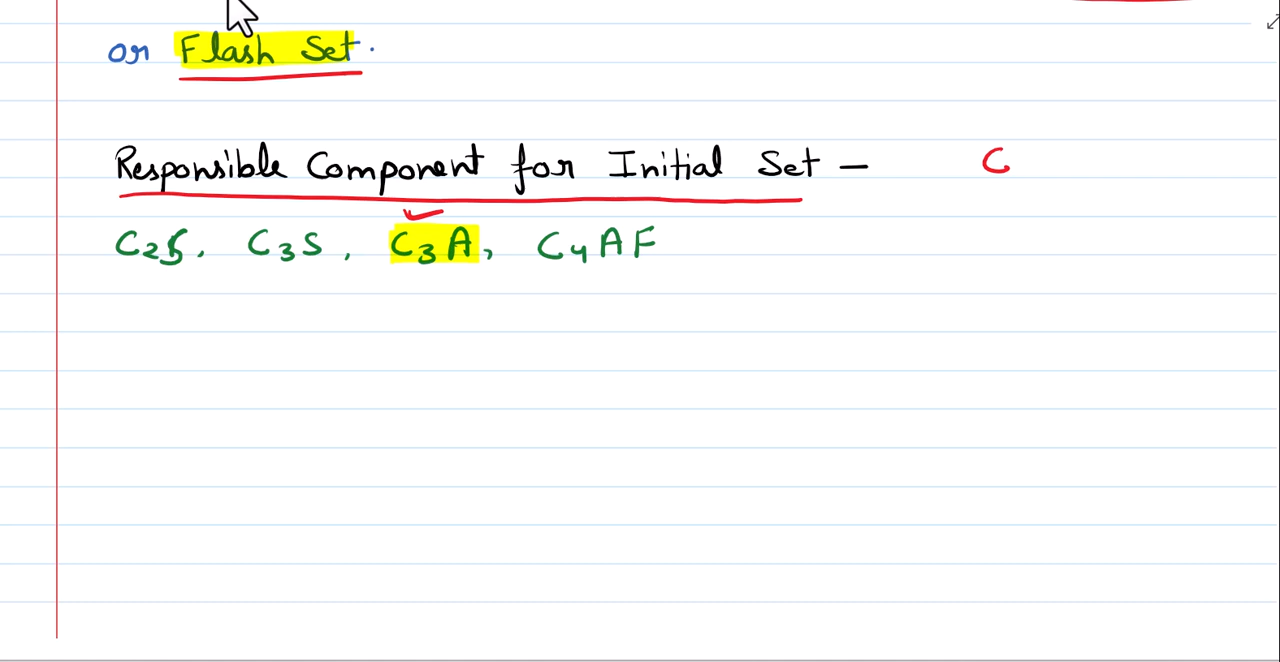 or Flash Set.
Responsible Component for Initial Set – C
C2S, C3S, C3A, C4AF